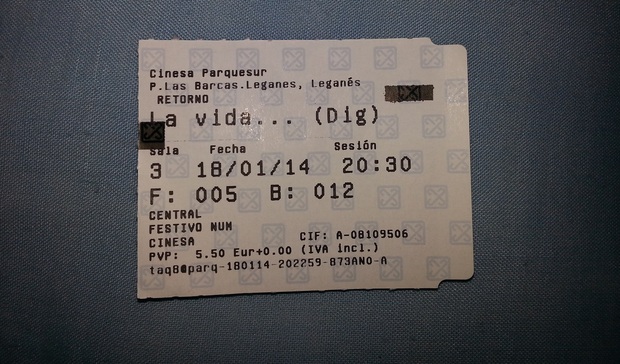 Cinesa Parquesur
P.Las Barcas.Leganes, Leganés
RETORNO
La vida... (Dig)
Sala Fecha Sesión
3 18/01/14 20:30
F: 005 B: 012
CENTRAL
FESTIVO NUM
CINESA CIF: A-08109506
PVP: 5.50 Eur+0.00 (IVA incl.)
taq8@parq-180114-202259-B73ANO-A